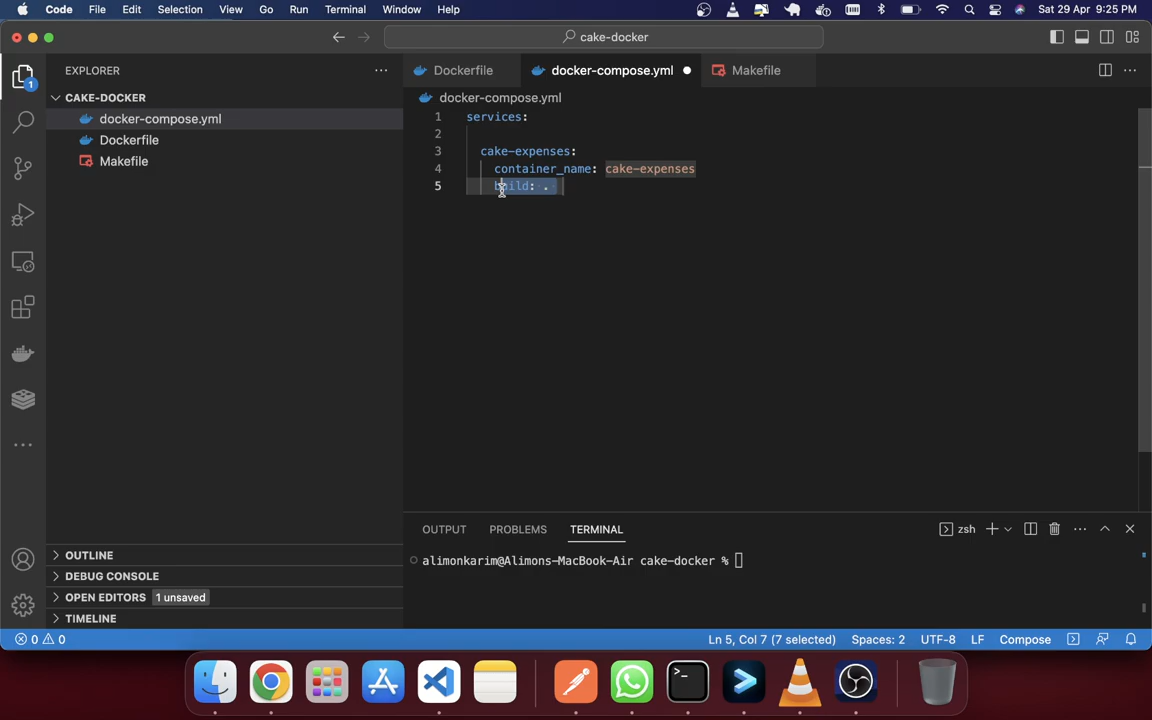 Code File Edit Selection View Go Run Terminal Window Help Sat 29 Apr 9:25 PM
cake-docker
EXPLORER
Dockerfile docker-compose.yml Makefile
CAKE-DOCKER
docker-compose.yml
Dockerfile
Makefile
1
docker-compose.yml
1 services:
2
3 cake-expenses:
4 container_name: cake-expenses
5 build: .
OUTPUT PROBLEMS TERMINAL zsh
alimonkarim@Alimons-MacBook-Air cake-docker %
OUTLINE
DEBUG CONSOLE
OPEN EDITORS 1 unsaved
TIMELINE
0 0 Ln 5, Col 7 (7 selected) Spaces: 2 UTF-8 LF Compose